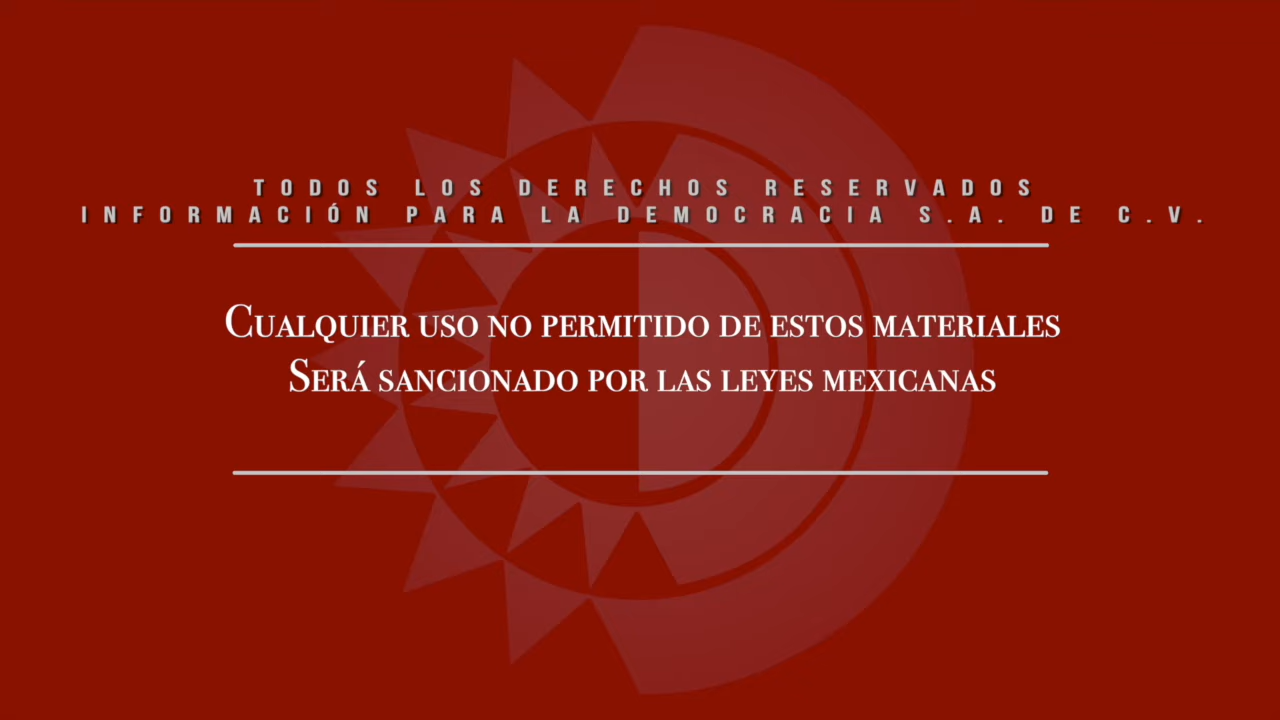 TODOS LOS DERECHOS RESERVADOS
INFORMACIÓN PARA LA DEMOCRACIA S.A. DE C.V.
Cualquier uso no permitido de estos materiales
Será sancionado por las leyes mexicanas